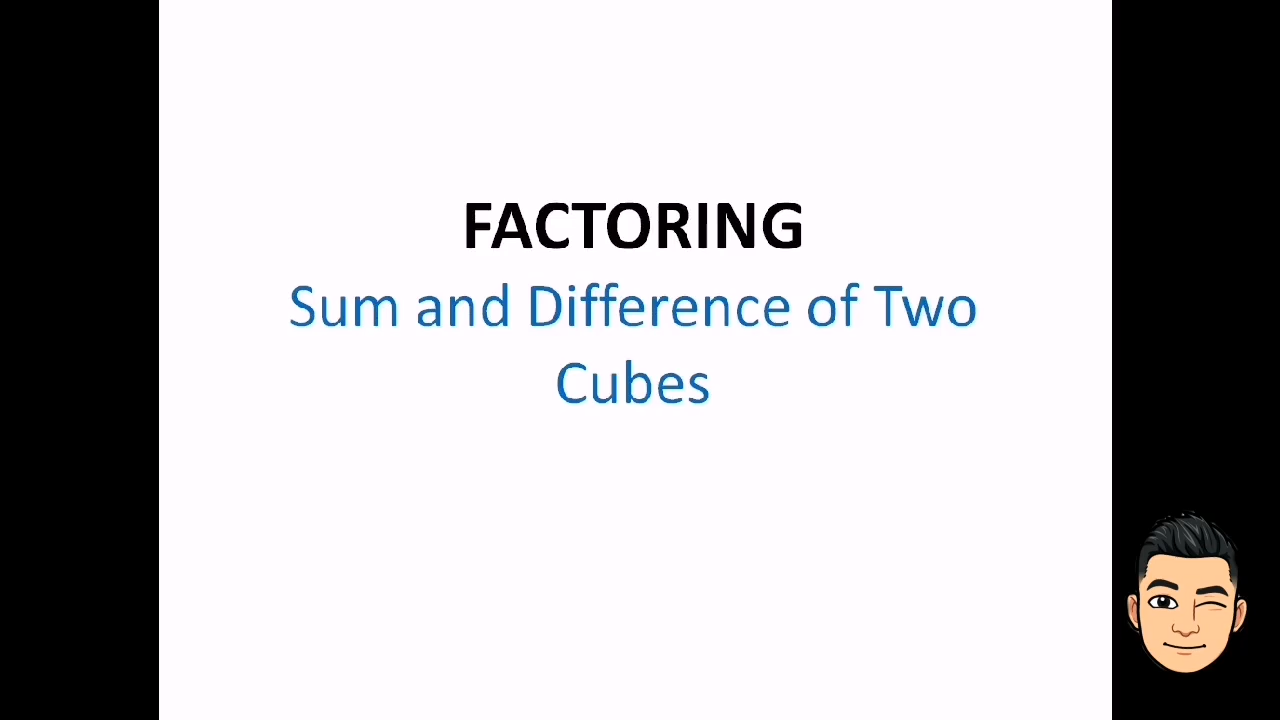 FACTORING
Sum and Difference of Two
Cubes